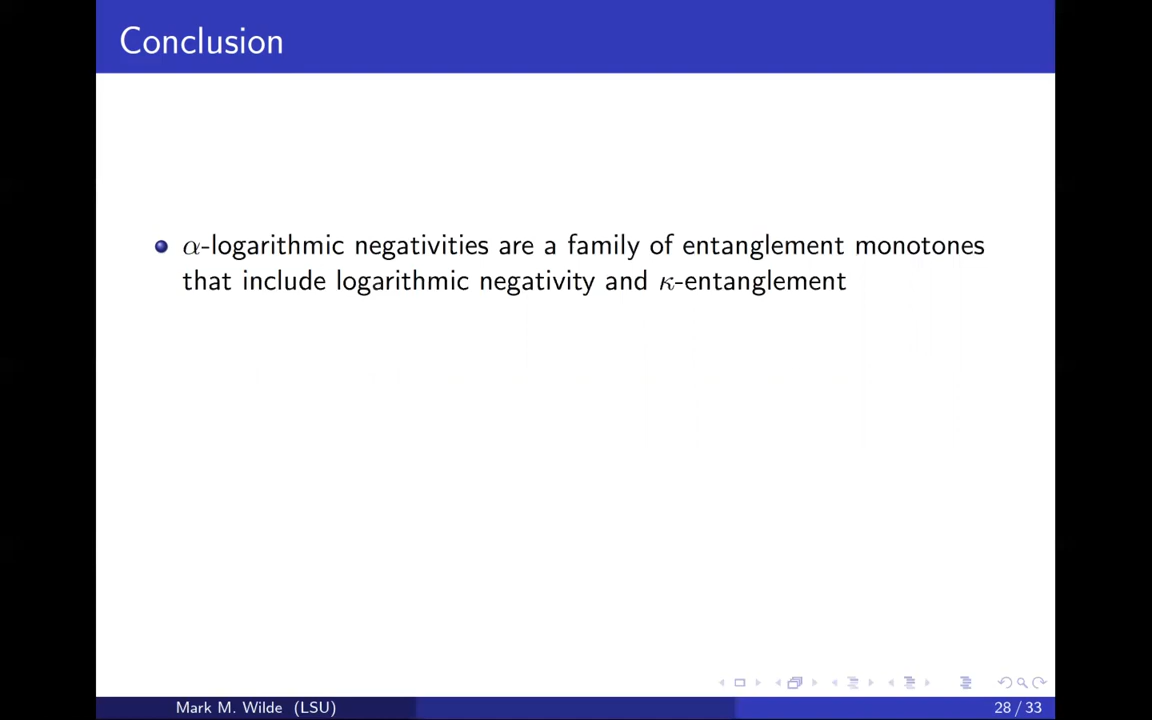 Conclusion
α-logarithmic negativities are a family of entanglement monotones
that include logarithmic negativity and κ-entanglement
Mark M. Wilde (LSU)
28 / 33